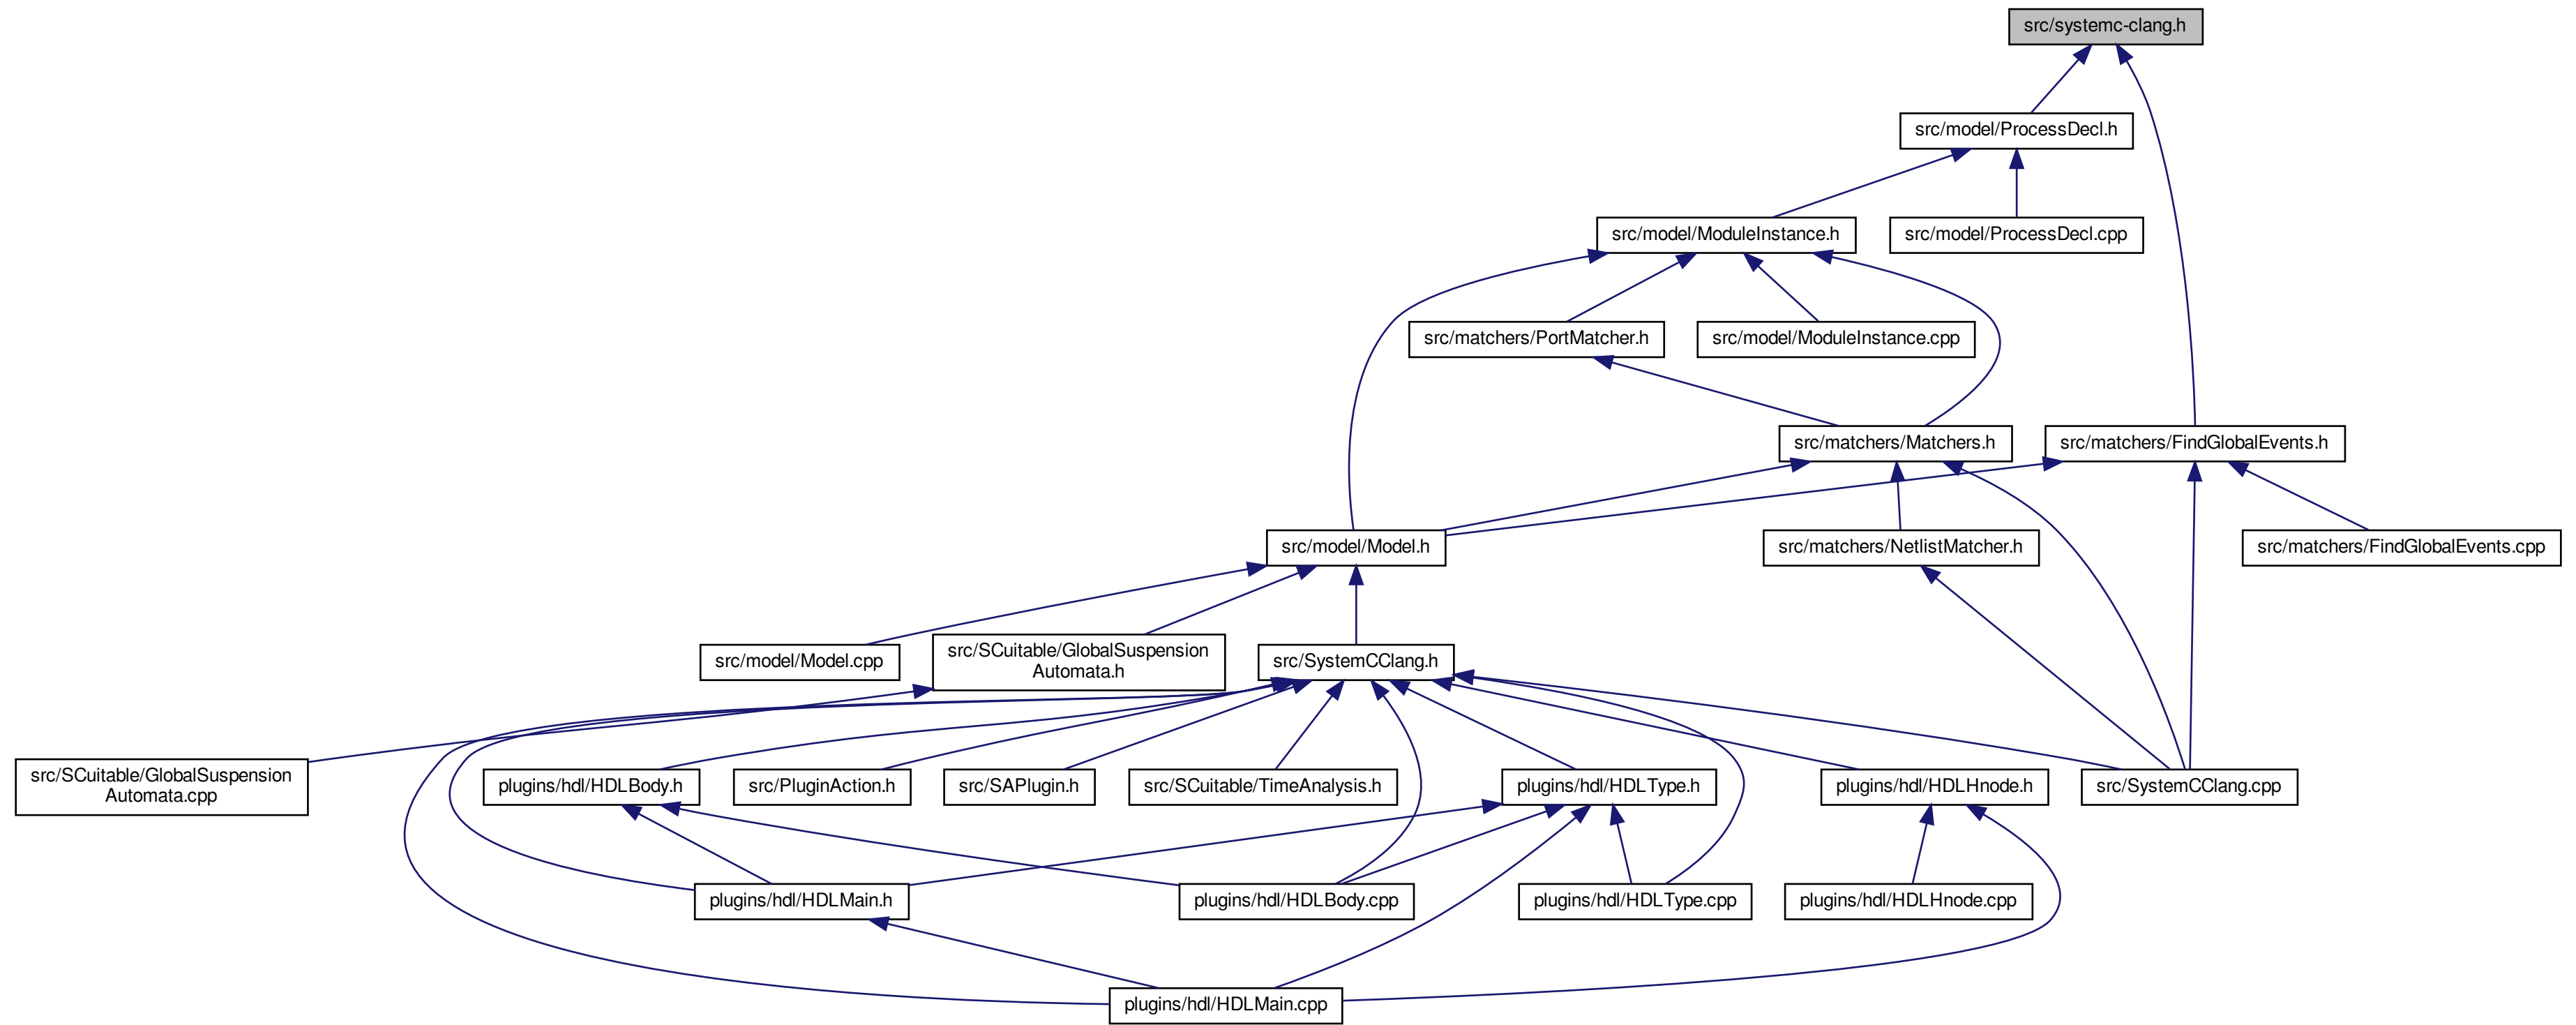 src/systemc-clang.h
src/model/ProcessDecl.h
src/model/ModuleInstance.h
src/model/ProcessDecl.cpp
src/matchers/PortMatcher.h
src/model/ModuleInstance.cpp
src/matchers/Matchers.h
src/matchers/FindGlobalEvents.h
src/model/Model.h
src/matchers/NetlistMatcher.h
src/matchers/FindGlobalEvents.cpp
src/model/Model.cpp
src/SCuitable/GlobalSuspension
Automata.h
src/SystemCClang.h
src/SCuitable/GlobalSuspension
Automata.cpp
plugins/hdl/HDLBody.h
src/PluginAction.h
src/SAPlugin.h
src/SCuitable/TimeAnalysis.h
plugins/hdl/HDLType.h
plugins/hdl/HDLHnode.h
src/SystemCClang.cpp
plugins/hdl/HDLMain.h
plugins/hdl/HDLBody.cpp
plugins/hdl/HDLType.cpp
plugins/hdl/HDLHnode.cpp
plugins/hdl/HDLMain.cpp